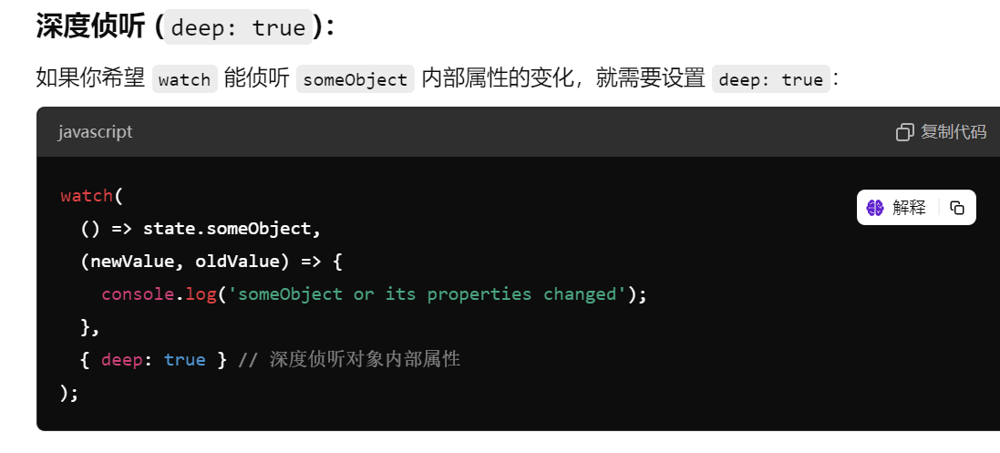 深度侦听 (deep: true)：
如果你希望 watch 能侦听 someObject 内部属性的变化，就需要设置 deep: true：
javascript 复制代码
watch(
解释
() => state.someObject,
(newValue, oldValue) => {
console.log('someObject or its properties changed');
},
{ deep: true } // 深度侦听对象内部属性
);